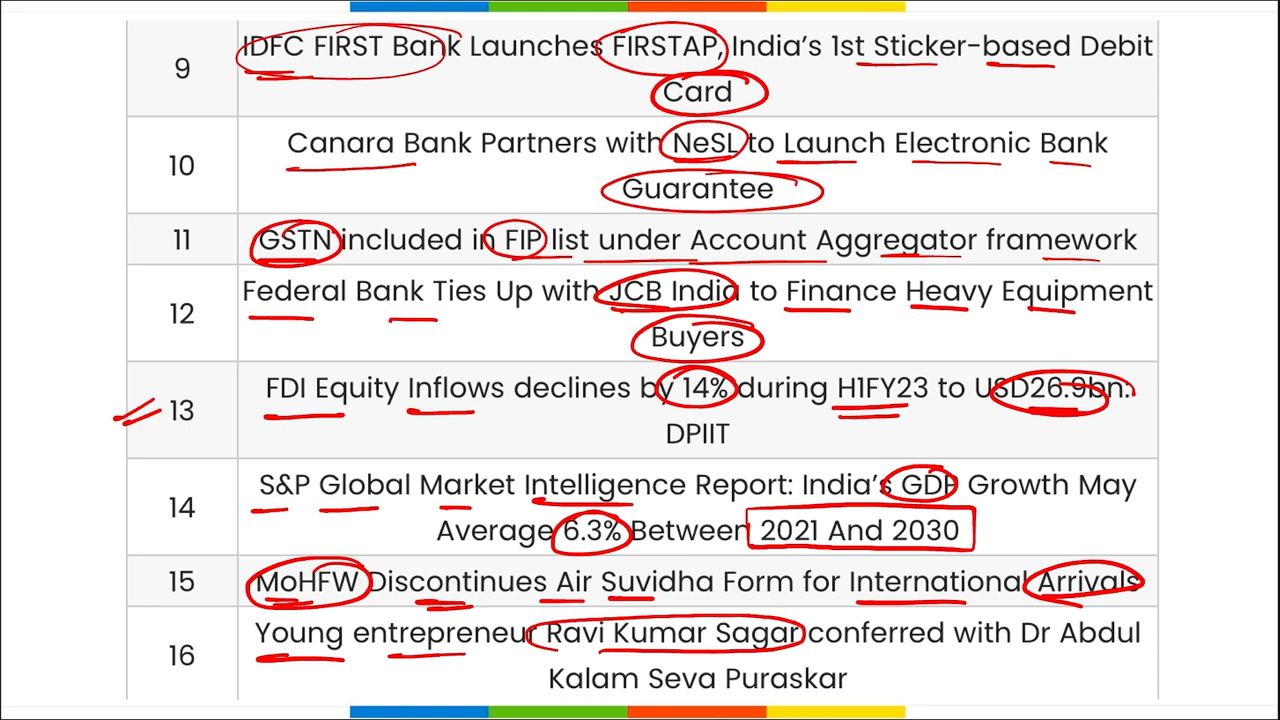 9
IDFC FIRST Bank Launches FIRSTAP, India's 1st Sticker-based Debit
Card
10
Canara Bank Partners with NeSL to Launch Electronic Bank
Guarantee
11
GSTN included in FIP list under Account Aggregator framework
12
Federal Bank Ties Up with JCB India to Finance Heavy Equipment
Buyers
13
FDI Equity Inflows declines by 14% during H1FY23 to USD26.9bn:
DPIIT
14
S&P Global Market Intelligence Report: India's GDP Growth May
Average 6.3% Between 2021 And 2030
15
MoHFW Discontinues Air Suvidha Form for International Arrivals
16
Young entrepreneur Ravi Kumar Sagar conferred with Dr Abdul
Kalam Seva Puraskar